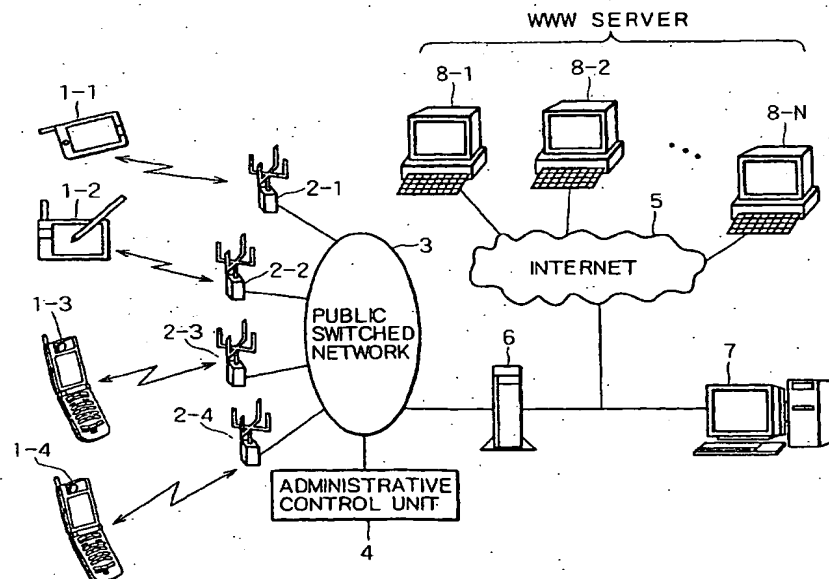 WWW SERVER
8-1
8-2
8-N
1-1
2-1
1-2
3
5
INTERNET
2-2
PUBLIC
SWITCHED
NETWORK
1-3
2-3
6
7
2-4
1-4
ADMINISTRATIVE
CONTROL UNIT
4